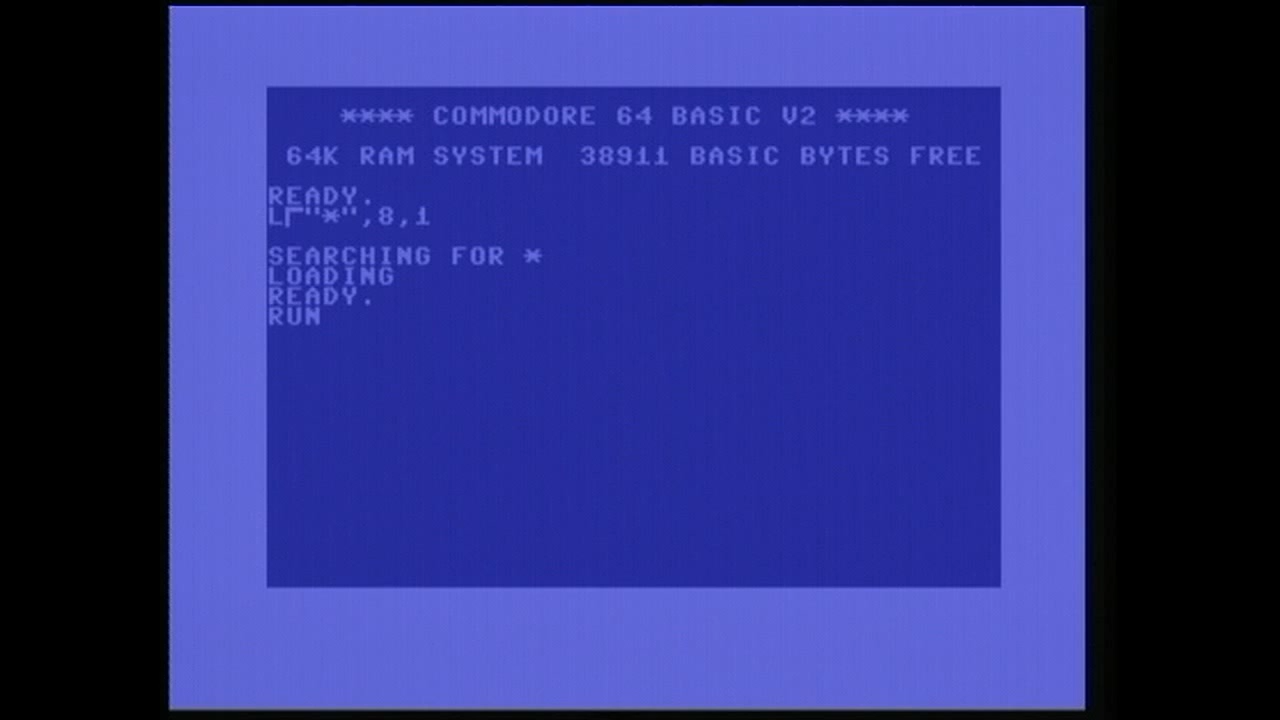 **** COMMODORE 64 BASIC V2 ****
64K RAM SYSTEM  38911 BASIC BYTES FREE
READY.
L┌"*",8,1
SEARCHING FOR *
LOADING
READY.
RUN